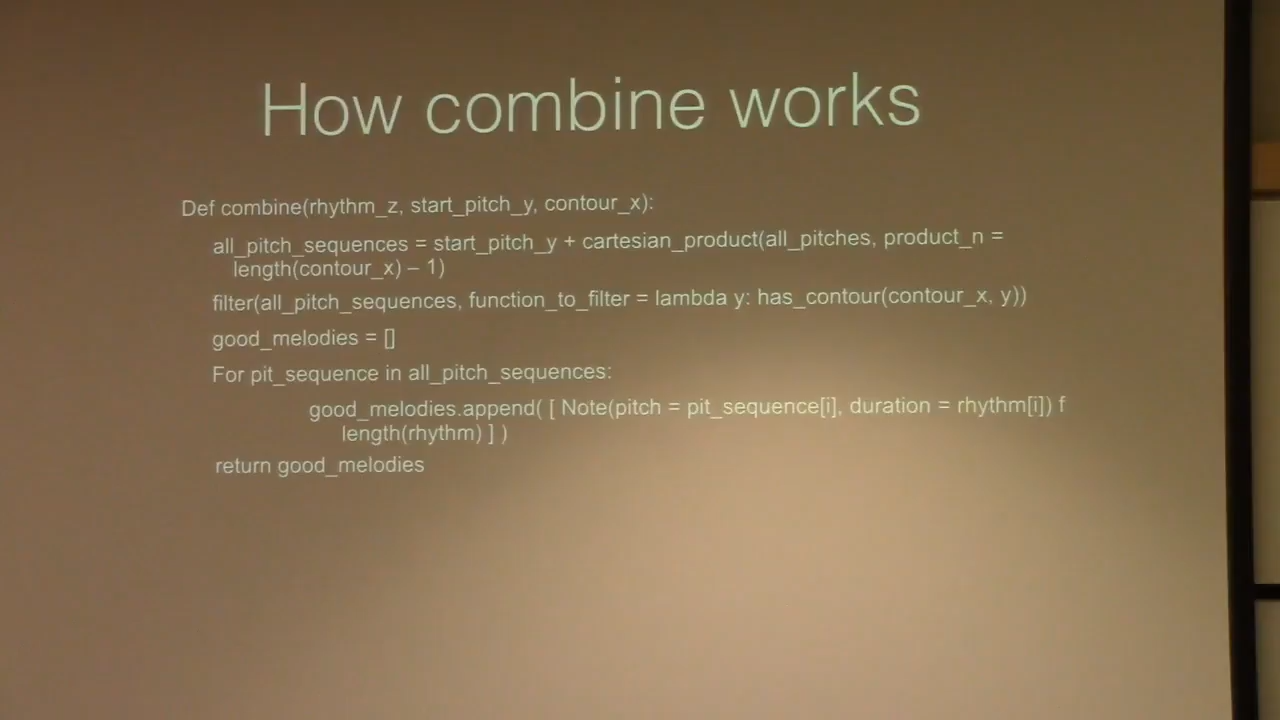 How combine works
Def combine(rhythm_z, start_pitch_y, contour_x):
all_pitch_sequences = start_pitch_y + cartesian_product(all_pitches, product_n =
length(contour_x) – 1)
filter(all_pitch_sequences, function_to_filter = lambda y: has_contour(contour_x, y))
good_melodies = []
For pit_sequence in all_pitch_sequences:
good_melodies.append( [ Note(pitch = pit_sequence[i], duration = rhythm[i]) f
length(rhythm) ] )
return good_melodies